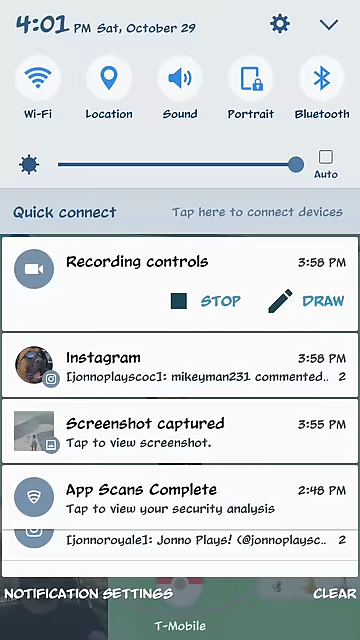 4:01 PM Sat, October 29
Wi-Fi Location Sound Portrait Bluetooth
Auto
Quick connect Tap here to connect devices
Recording controls 3:58 PM
STOP DRAW
Instagram 3:58 PM
[jonnoplayscoc]: mikeyman231 commented.. 2
Screenshot captured 3:55 PM
Tap to view screenshot.
App Scans Complete 2:48 PM
Tap to view your security analysis
[jonnoroyale]: Jonno Plays! (@jonnoplaysc.. 2
NOTIFICATION SETTINGS CLEAR
T-Mobile